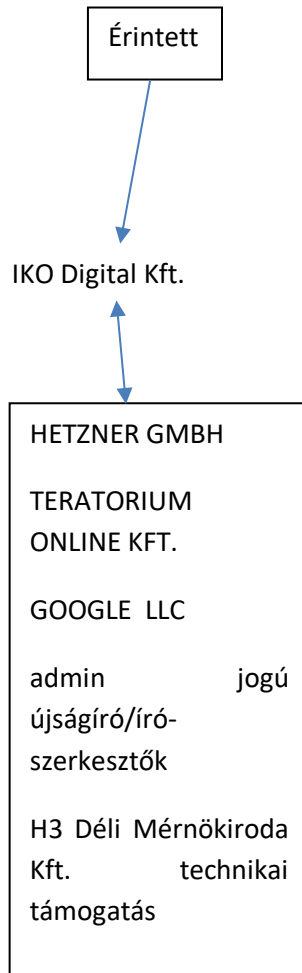 Érintett
IKO Digital Kft.
HETZNER GMBH
TERATORIUM
ONLINE KFT.
GOOGLE LLC
admin jogú
újságíró/író-
szerkesztők
H3 Déli Mérnökiroda
Kft. technikai
támogatás